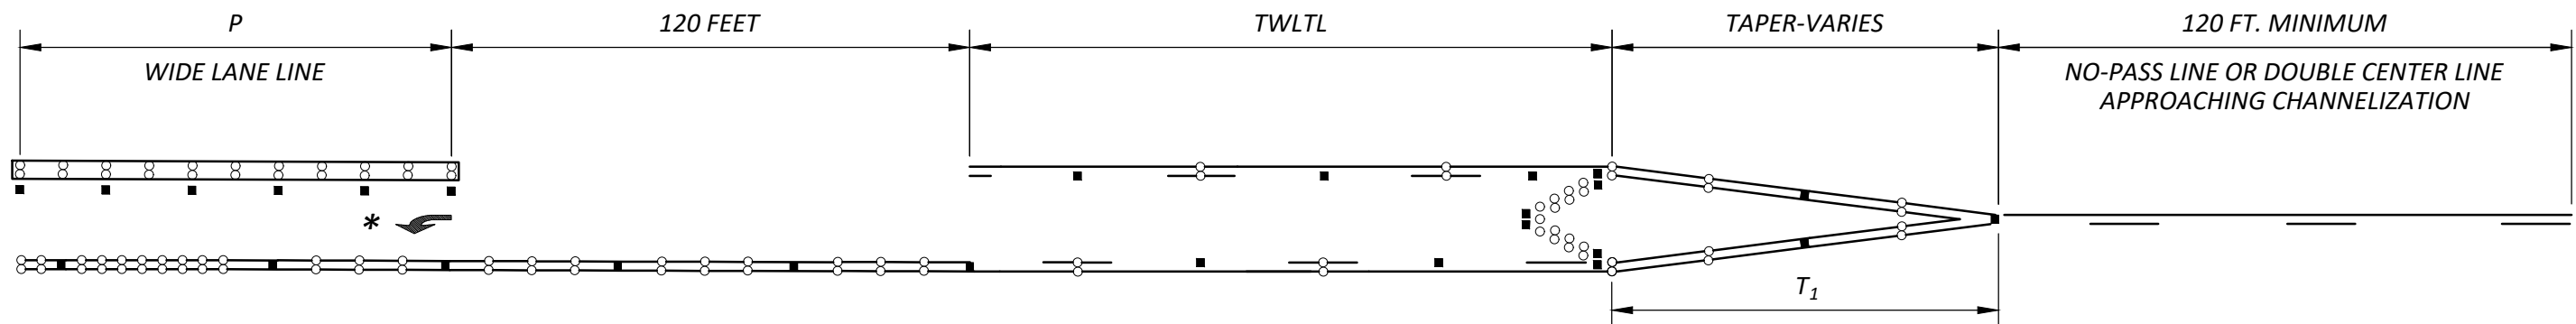 P
120 FEET
TWLTL
TAPER-VARIES
120 FT. MINIMUM
WIDE LANE LINE
NO-PASS LINE OR DOUBLE CENTER LINE
APPROACHING CHANNELIZATION
*
T1